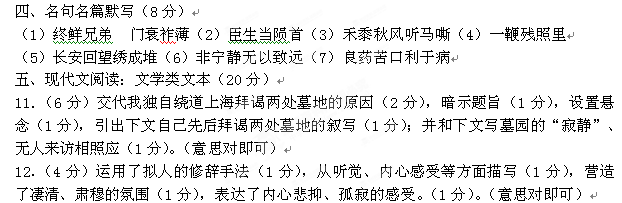 四、名句名篇默写（8 分）
（1）终鲜兄弟　门衰祚薄（2）臣生当陨首（3）禾黍秋风听马嘶（4）一鞭残照里
（5）长安回望绣成堆（6）非宁静无以致远（7）良药苦口利于病
五、现代文阅读：文学类文本（20 分）
11.（6 分）交代我独自绕道上海拜谒两处墓地的原因（2 分），暗示题旨（1 分），设置悬
念（1 分），引出下文自己先后拜谒两处墓地的叙写（1 分）；并和下文写墓园的“寂静”、
无人来访相照应（1 分）。（意思对即可）
12.（4 分）运用了拟人的修辞手法（1 分），从听觉、内心感受等方面描写（1 分），营造
了凄清、肃穆的氛围（1 分），表达了内心悲抑、孤寂的感受。（1 分）。（意思对即可）